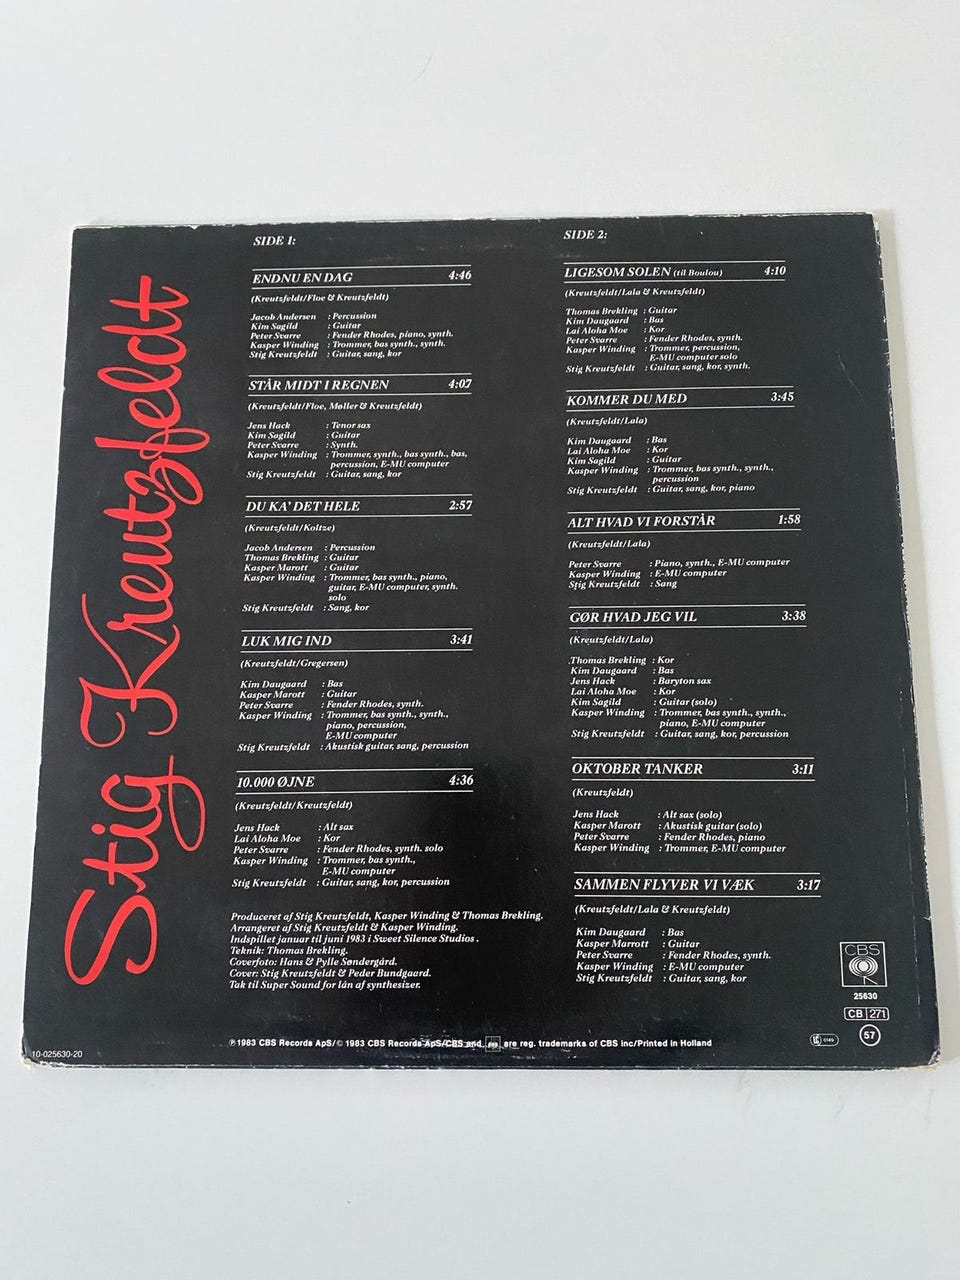 Stig Kreutzfeldt
SIDE 1:
ENDNU EN DAG 4:46
(Kreutzfeldt/Floe & Kreutzfeldt)
Jacob Andersen : Percussion
Kim Sagild : Guitar
Peter Svarre : Fender Rhodes, piano, synth.
Kasper Winding : Trommer, bas synth., synth.
Stig Kreutzfeldt : Guitar, sang, kor
STÅR MIDT I REGNEN 4:07
(Kreutzfeldt/Floe, Møller & Kreutzfeldt)
Jens Hack : Tenor sax
Kim Sagild : Guitar
Peter Svarre : Synth.
Kasper Winding : Trommer, synth., bas synth., bas,
percussion, E-MU computer
Stig Kreutzfeldt : Guitar, sang, kor
DU KA' DET HELE 2:57
(Kreutzfeldt/Koltze)
Jacob Andersen : Percussion
Thomas Brekling : Guitar
Kasper Marott : Guitar
Kasper Winding : Trommer, bas synth., piano,
guitar, E-MU computer, synth.
solo
Stig Kreutzfeldt : Sang, kor
LUK MIG IND 3:41
(Kreutzfeldt/Gregersen)
Kim Daugaard : Bas
Kasper Marott : Guitar
Peter Svarre : Fender Rhodes, synth.
Kasper Winding : Trommer, bas synth., synth.,
piano, percussion,
E-MU computer
Stig Kreutzfeldt : Akustisk guitar, sang, percussion
10.000 ØJNE 4:36
(Kreutzfeldt/Kreutzfeldt)
Jens Hack : Alt sax
Lai Aloha Moe : Kor
Peter Svarre : Fender Rhodes, synth. solo
Kasper Winding : Trommer, bas synth.,
E-MU computer
Stig Kreutzfeldt : Guitar, sang, kor, percussion
Produceret af Stig Kreutzfeldt, Kasper Winding & Thomas Brekling.
Arrangeret af Stig Kreutzfeldt & Kasper Winding.
Indspillet januar til juni 1983 i Sweet Silence Studios.
Teknik: Thomas Brekling.
Coverfoto: Hans & Pylle Søndergård.
Cover: Stig Kreutzfeldt & Peder Bundgaard.
Tak til Super Sound for lån af synthesizer.
SIDE 2:
LIGESOM SOLEN (til Boulou) 4:10
(Kreutzfeldt/Lala & Kreutzfeldt)
Thomas Brekling : Guitar
Kim Daugaard : Bas
Lai Aloha Moe : Kor
Peter Svarre : Fender Rhodes, synth.
Kasper Winding : Trommer, percussion,
E-MU computer solo
Stig Kreutzfeldt : Guitar, sang, kor, synth.
KOMMER DU MED 3:45
(Kreutzfeldt/Lala)
Kim Daugaard : Bas
Lai Aloha Moe : Kor
Kim Sagild : Guitar
Kasper Winding : Trommer, bas synth., synth.,
percussion
Stig Kreutzfeldt : Guitar, sang, kor, piano
ALT HVAD VI FORSTÅR 1:58
(Kreutzfeldt/Lala)
Peter Svarre : Piano, synth., E-MU computer
Kasper Winding : E-MU computer
Stig Kreutzfeldt : Sang
GØR HVAD JEG VIL 3:38
(Kreutzfeldt/Lala)
Thomas Brekling : Kor
Kim Daugaard : Bas
Jens Hack : Baryton sax
Lai Aloha Moe : Kor
Kim Sagild : Guitar (solo)
Kasper Winding : Trommer, bas synth., synth.,
piano, E-MU computer
Stig Kreutzfeldt : Guitar, sang, kor, percussion
OKTOBER TANKER 3:11
(Kreutzfeldt)
Jens Hack : Alt sax (solo)
Kasper Marott : Akustisk guitar (solo)
Peter Svarre : Fender Rhodes, piano
Kasper Winding : Trommer, E-MU computer
SAMMEN FLYVER VI VÆK 3:17
(Kreutzfeldt/Lala & Kreutzfeldt)
Kim Daugaard : Bas
Kasper Marrott : Guitar
Peter Svarre : Fender Rhodes, synth.
Kasper Winding : E-MU computer
Stig Kreutzfeldt : Guitar, sang, kor
CBS
25630
CB 271
57
10-025630-20
℗ 1983 CBS Records ApS/© 1983 CBS Records ApS/CBS and are reg. trademarks of CBS inc/Printed in Holland